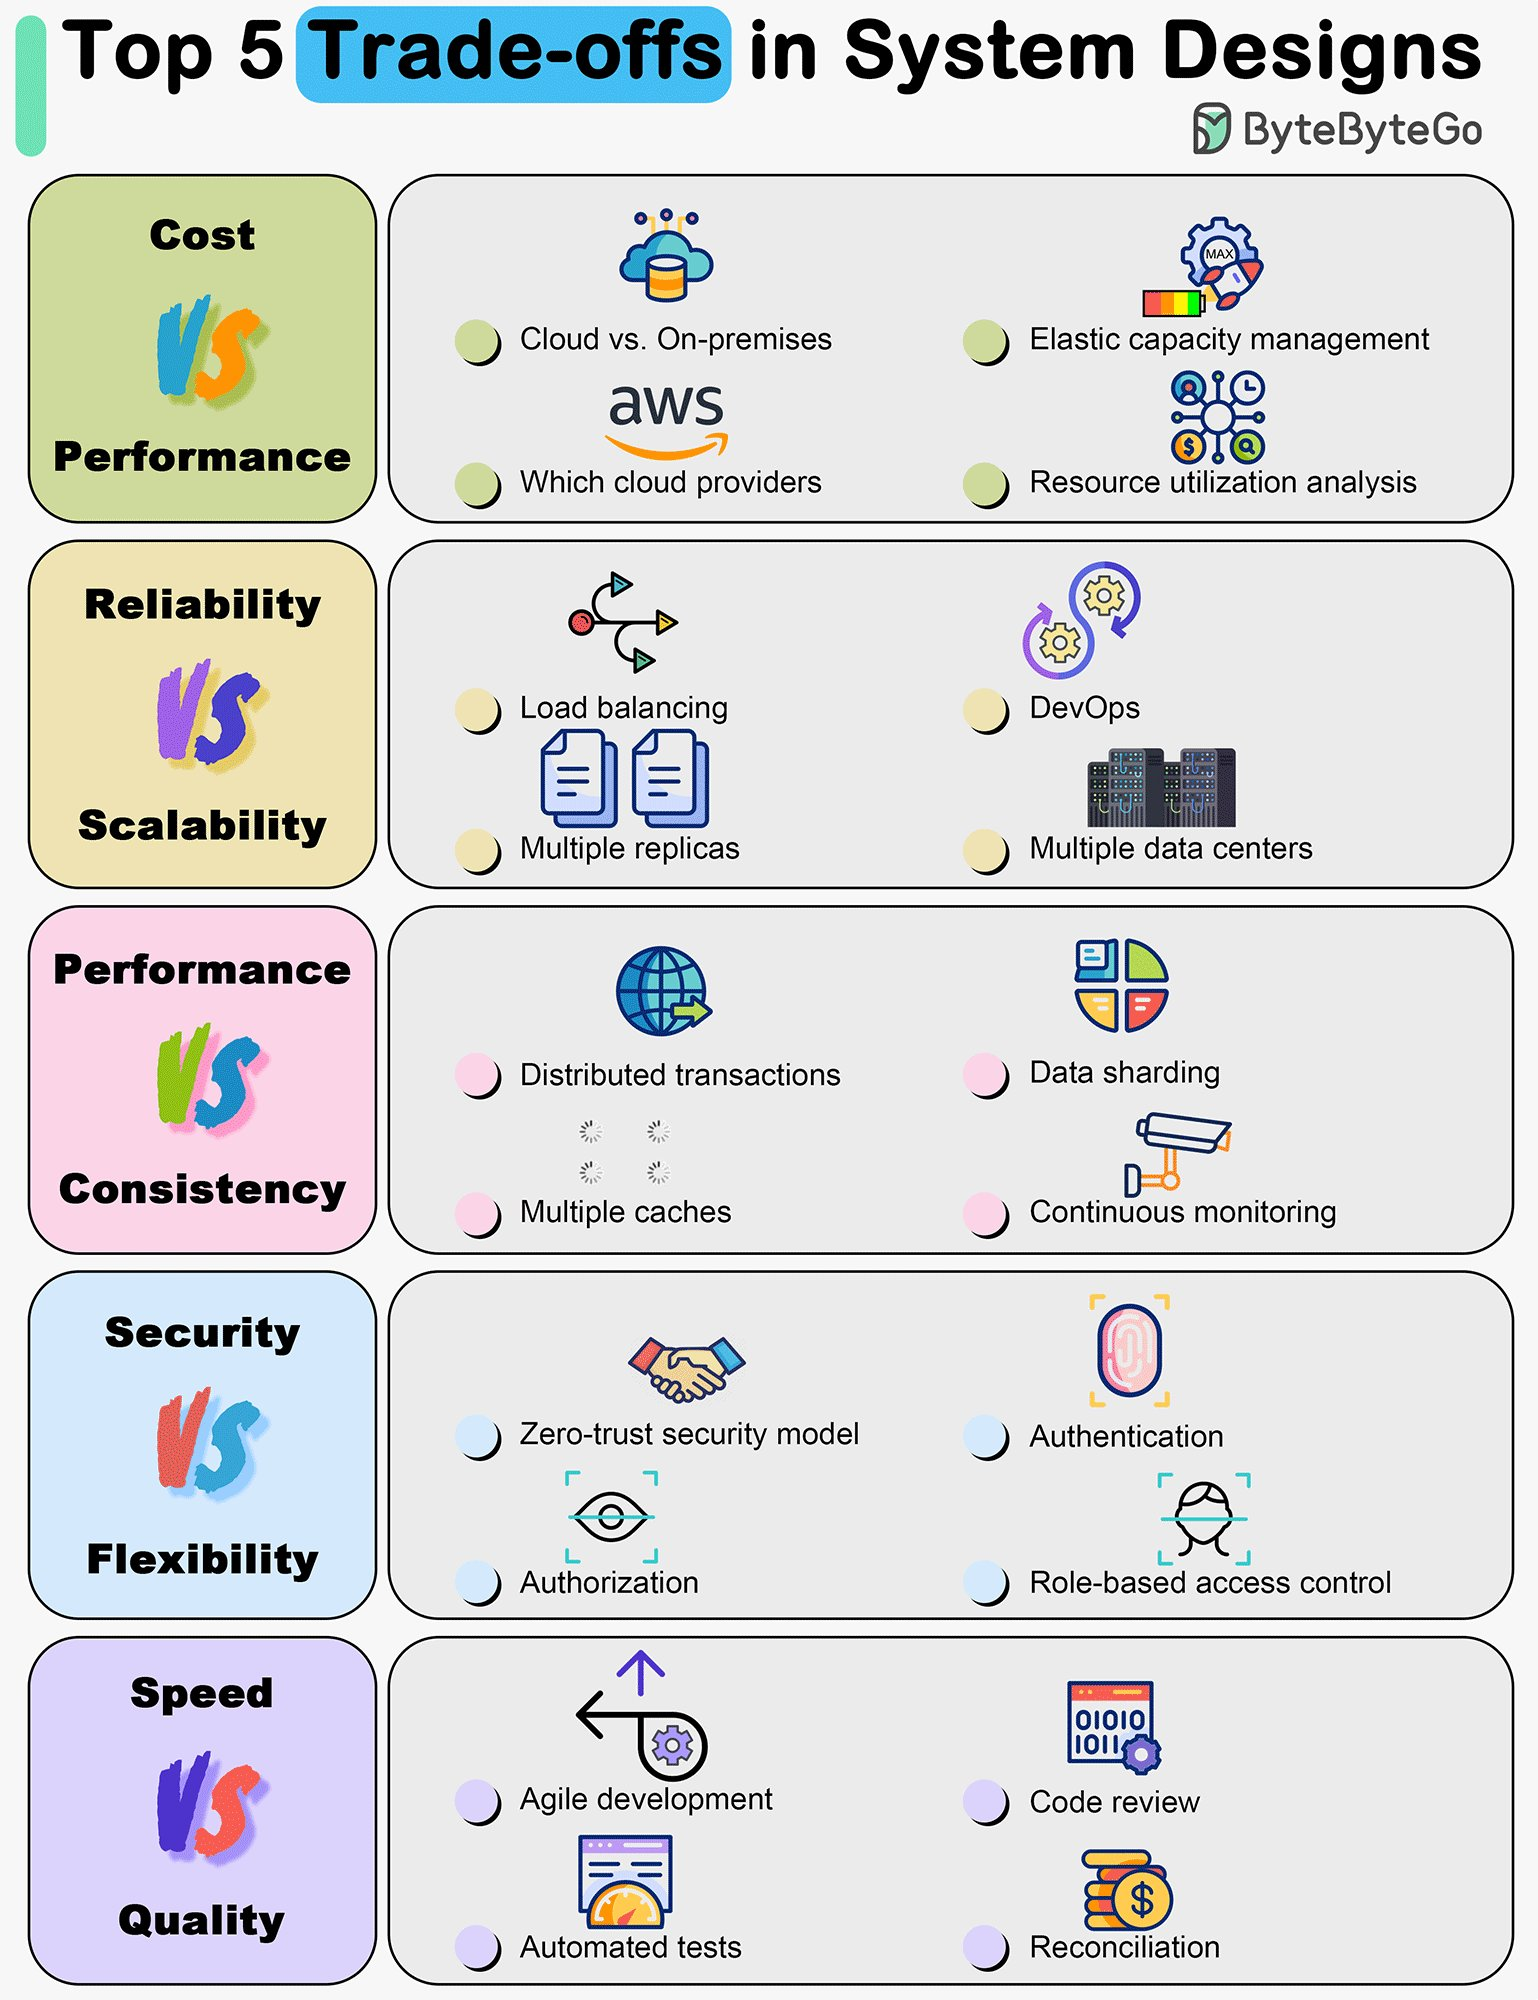 Top 5 Trade-offs in System Designs
ByteByteGo
Cost
VS
Performance
MAX
Cloud vs. On-premises
Elastic capacity management
aws
Which cloud providers
$
Resource utilization analysis
Reliability
VS
Scalability
Load balancing
DevOps
Multiple replicas
Multiple data centers
Performance
VS
Consistency
Distributed transactions
Data sharding
Multiple caches
Continuous monitoring
Security
VS
Flexibility
Zero-trust security model
Authentication
Authorization
Role-based access control
Speed
VS
Quality
01010
1011
Agile development
Code review
$
Automated tests
Reconciliation